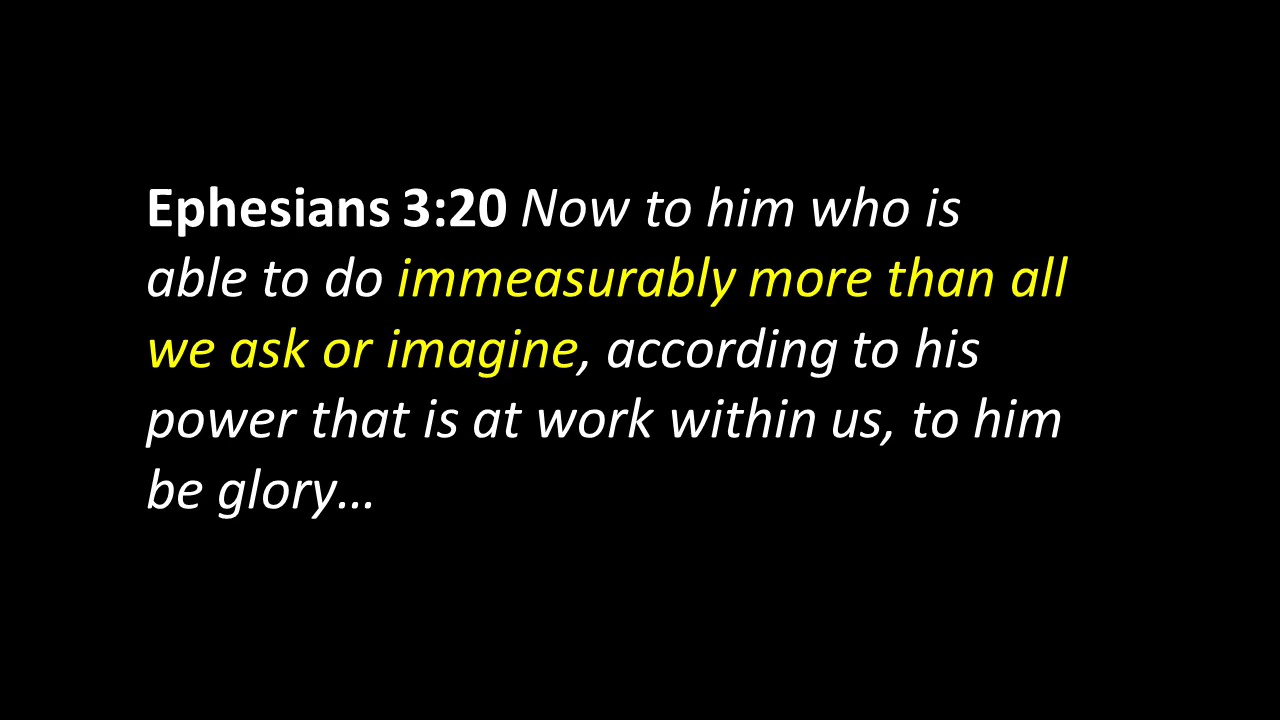 Ephesians 3:20 Now to him who is
able to do immeasurably more than all
we ask or imagine, according to his
power that is at work within us, to him
be glory…